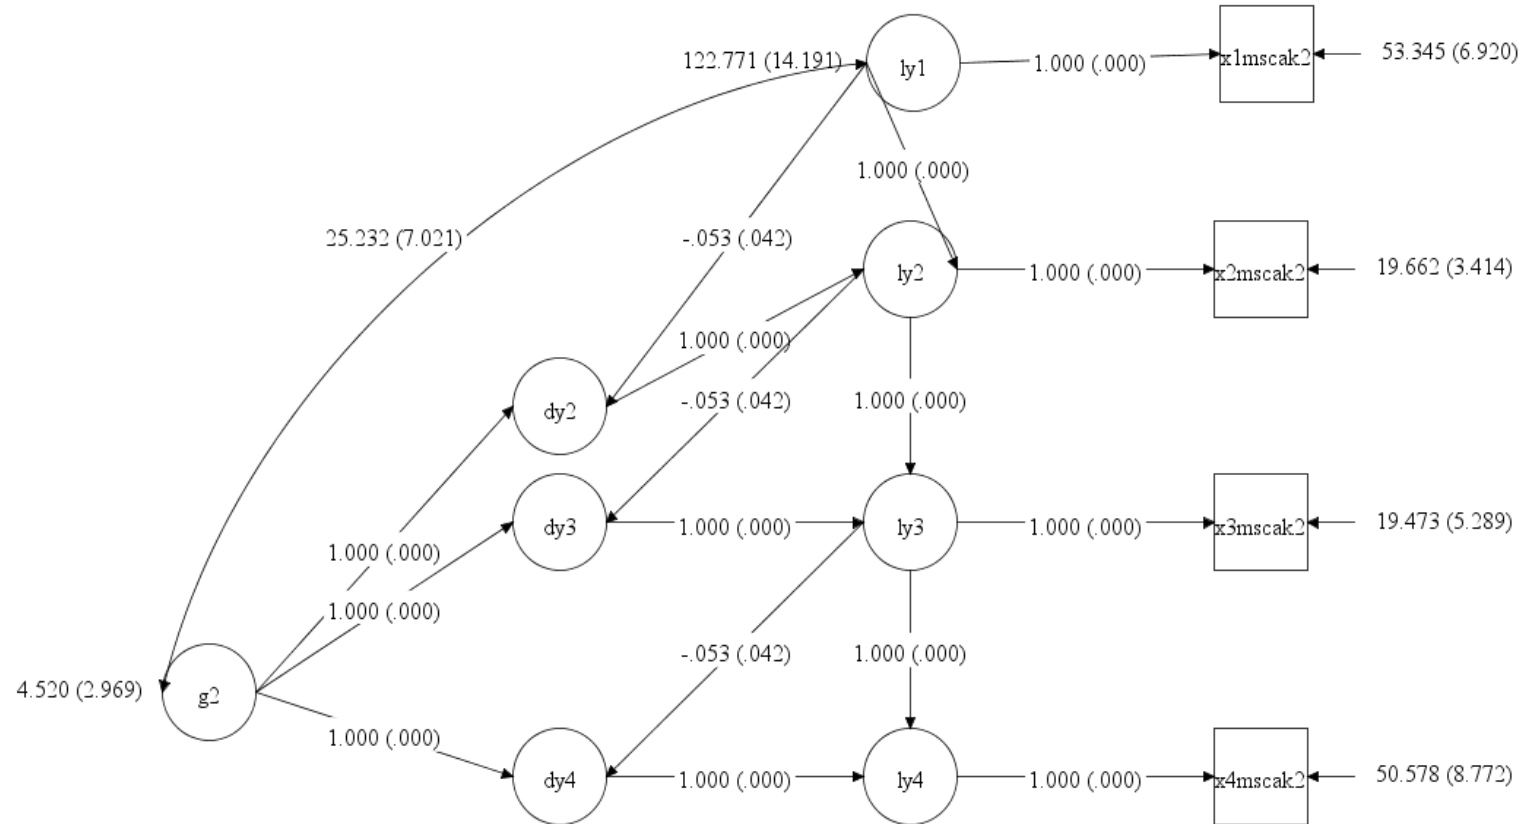 122.771 (14.191)
ly1
1.000 (.000)
x1mscak2
53.345 (6.920)
1.000 (.000)
25.232 (7.021)
-.053 (.042)
ly2
1.000 (.000)
x2mscak2
19.662 (3.414)
1.000 (.000)
dy2
-.053 (.042)
1.000 (.000)
dy3
1.000 (.000)
ly3
1.000 (.000)
x3mscak2
19.473 (5.289)
1.000 (.000)
1.000 (.000)
-.053 (.042)
1.000 (.000)
4.520 (2.969)
g2
1.000 (.000)
dy4
1.000 (.000)
ly4
1.000 (.000)
x4mscak2
50.578 (8.772)